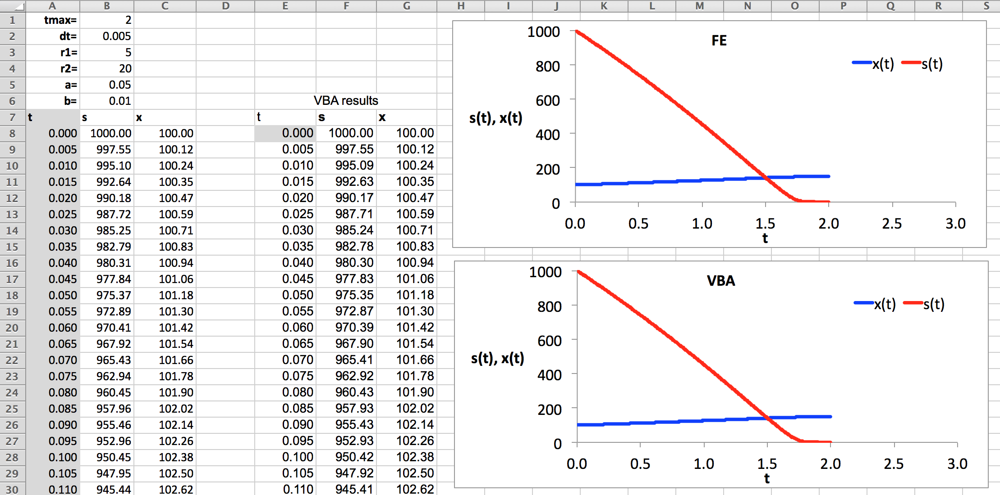 A B C D E F G H I J K L M N O P Q R S
1 tmax= 2
2 dt= 0.005
3 r1= 5
4 r2= 20
5 a= 0.05
6 b= 0.01 VBA results
7 t s x t s x
8 0.000 1000.00 100.00 0.000 1000.00 100.00
9 0.005 997.55 100.12 0.005 997.55 100.12
10 0.010 995.10 100.24 0.010 995.09 100.24
11 0.015 992.64 100.35 0.015 992.63 100.35
12 0.020 990.18 100.47 0.020 990.17 100.47
13 0.025 987.72 100.59 0.025 987.71 100.59
14 0.030 985.25 100.71 0.030 985.24 100.71
15 0.035 982.79 100.83 0.035 982.78 100.83
16 0.040 980.31 100.94 0.040 980.30 100.94
17 0.045 977.84 101.06 0.045 977.83 101.06
18 0.050 975.37 101.18 0.050 975.35 101.18
19 0.055 972.89 101.30 0.055 972.87 101.30
20 0.060 970.41 101.42 0.060 970.39 101.42
21 0.065 967.92 101.54 0.065 967.90 101.54
22 0.070 965.43 101.66 0.070 965.41 101.66
23 0.075 962.94 101.78 0.075 962.92 101.78
24 0.080 960.45 101.90 0.080 960.43 101.90
25 0.085 957.96 102.02 0.085 957.93 102.02
26 0.090 955.46 102.14 0.090 955.43 102.14
27 0.095 952.96 102.26 0.095 952.93 102.26
28 0.100 950.45 102.38 0.100 950.42 102.38
29 0.105 947.95 102.50 0.105 947.92 102.50
30 0.110 945.44 102.62 0.110 945.41 102.62
FE
x(t) s(t)
s(t), x(t)
1000
800
600
400
200
0
0.0 0.5 1.0 1.5 2.0 2.5 3.0
t
VBA
x(t) s(t)
s(t), x(t)
1000
800
600
400
200
0
0.0 0.5 1.0 1.5 2.0 2.5 3.0
t